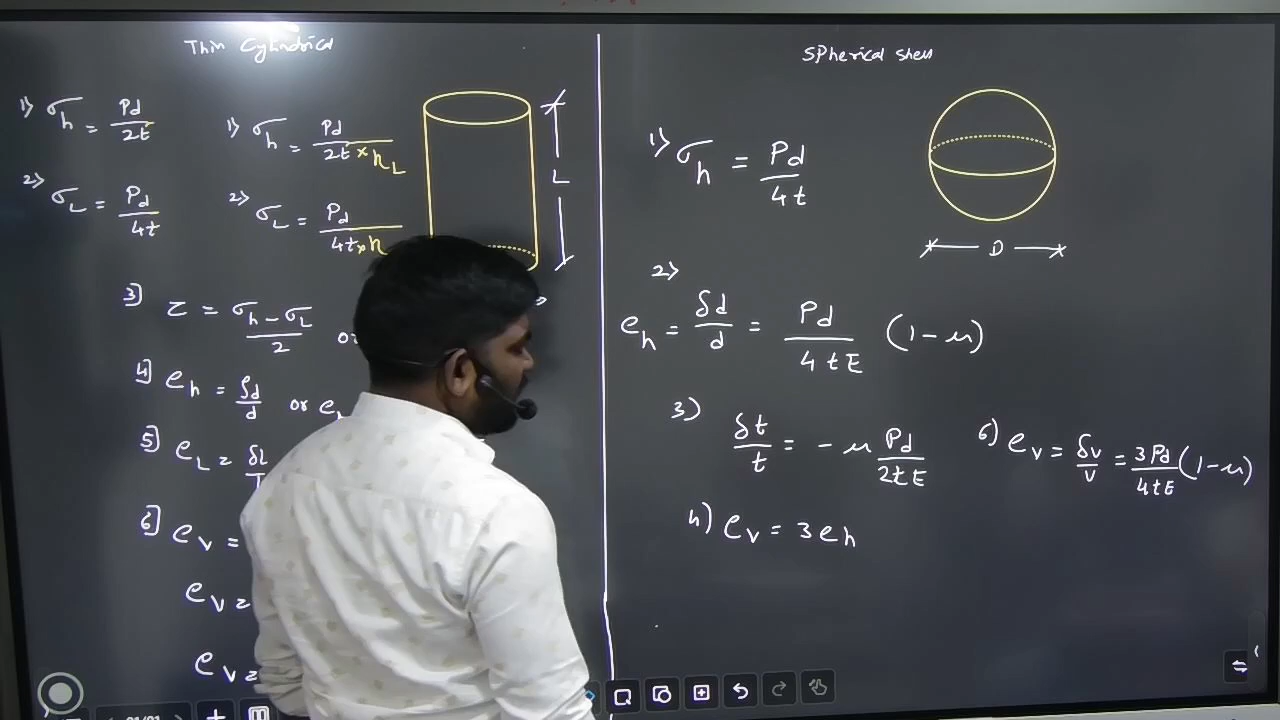 Thin Cylindrical
1) σh = Pd/2t
2) σL = Pd/4t
1) σh = Pd/2t × ηL
2) σL = Pd/4t × η
L
3] τ = σh - σL/2 or
4] eh = δd/d or e
5] eL = δL
6] ev =
ev =
ev =
Spherical shell
1) σh = Pd/4t
D
2)
eh = δd/d = Pd/4tE (1-μ)
3) δt/t = -μ Pd/2tE
4) ev = 3eh
6) ev = δv/v = 3Pd/4tE (1-μ)